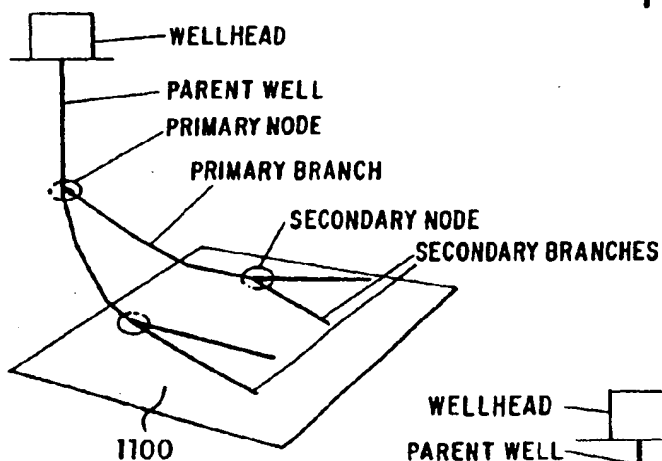 WELLHEAD
PARENT WELL
PRIMARY NODE
PRIMARY BRANCH
SECONDARY NODE
SECONDARY BRANCHES
1100
WELLHEAD
PARENT WELL